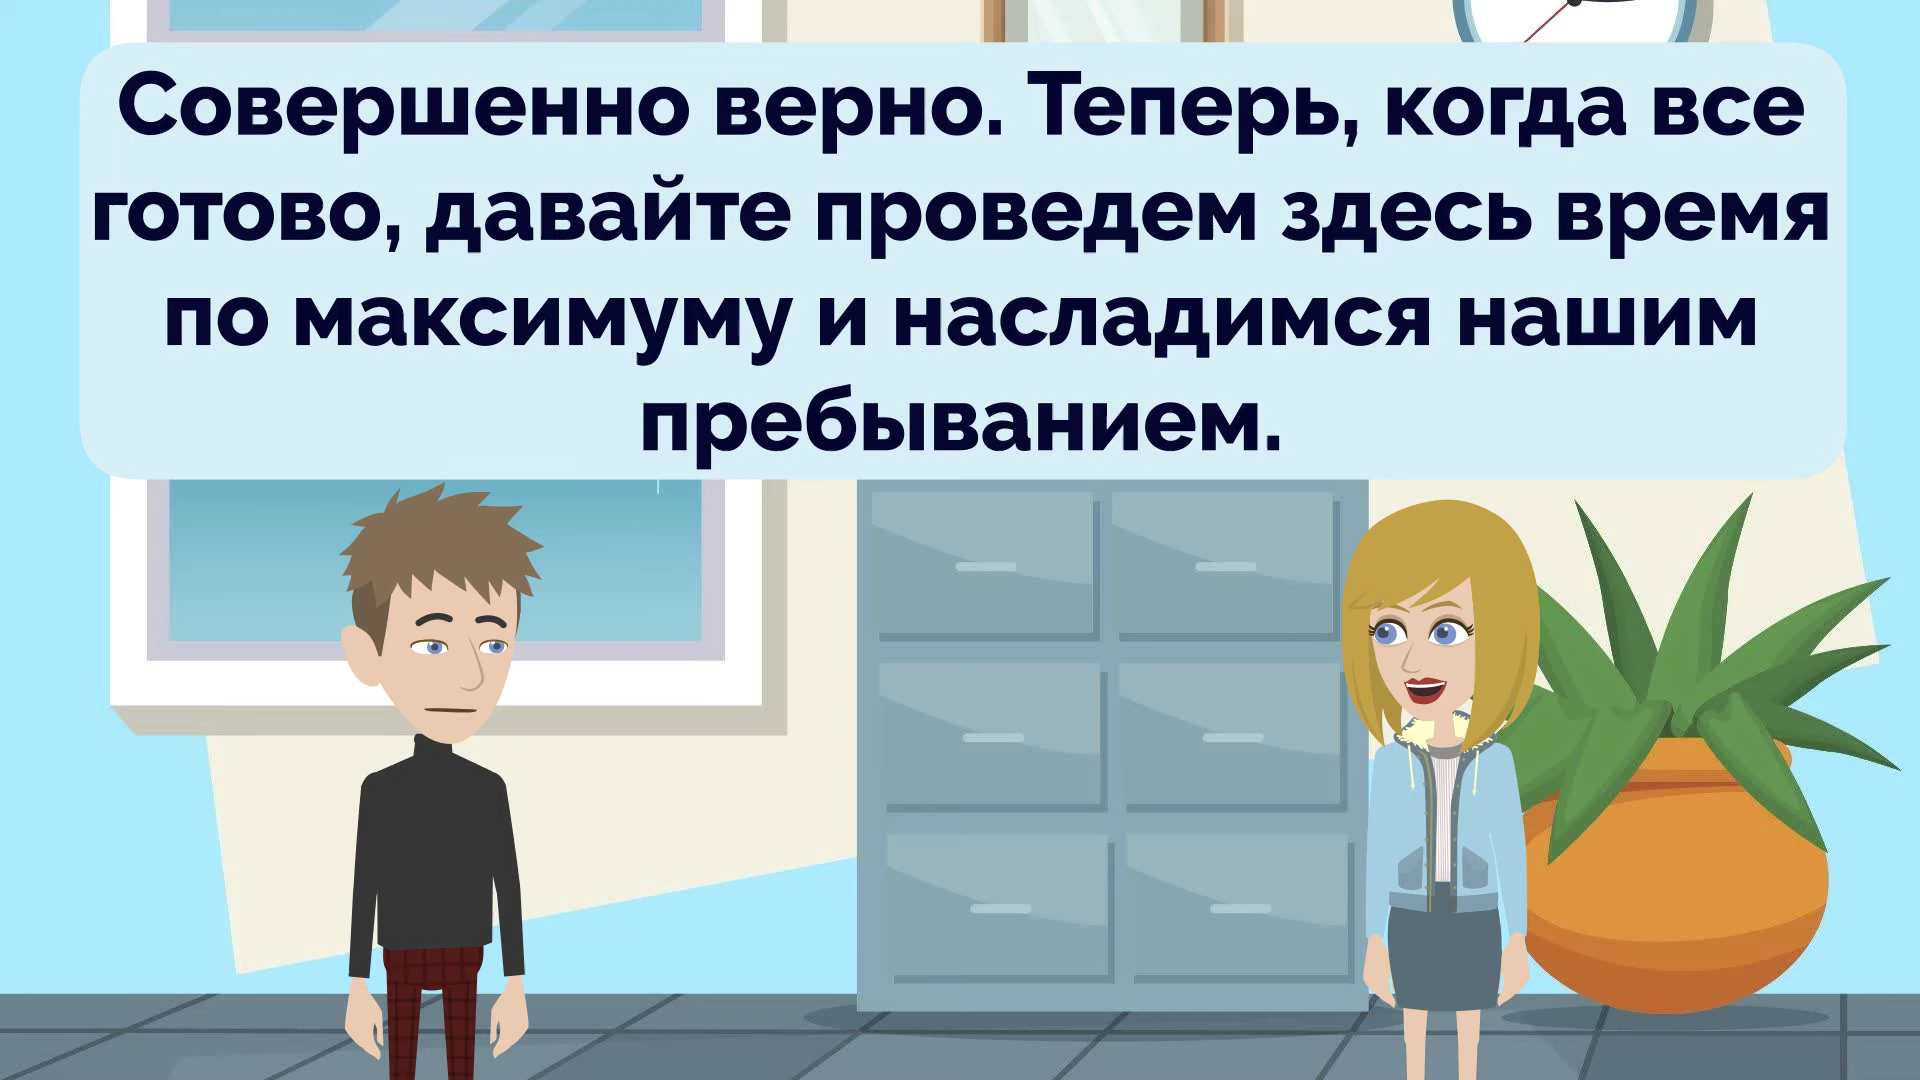 Совершенно верно. Теперь, когда все
готово, давайте проведем здесь время
по максимуму и насладимся нашим
пребыванием.